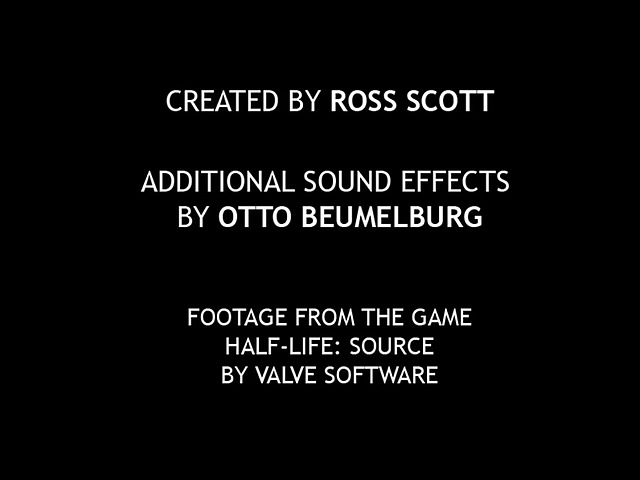 CREATED BY ROSS SCOTT
ADDITIONAL SOUND EFFECTS
BY OTTO BEUMELBURG
FOOTAGE FROM THE GAME
HALF-LIFE: SOURCE
BY VALVE SOFTWARE